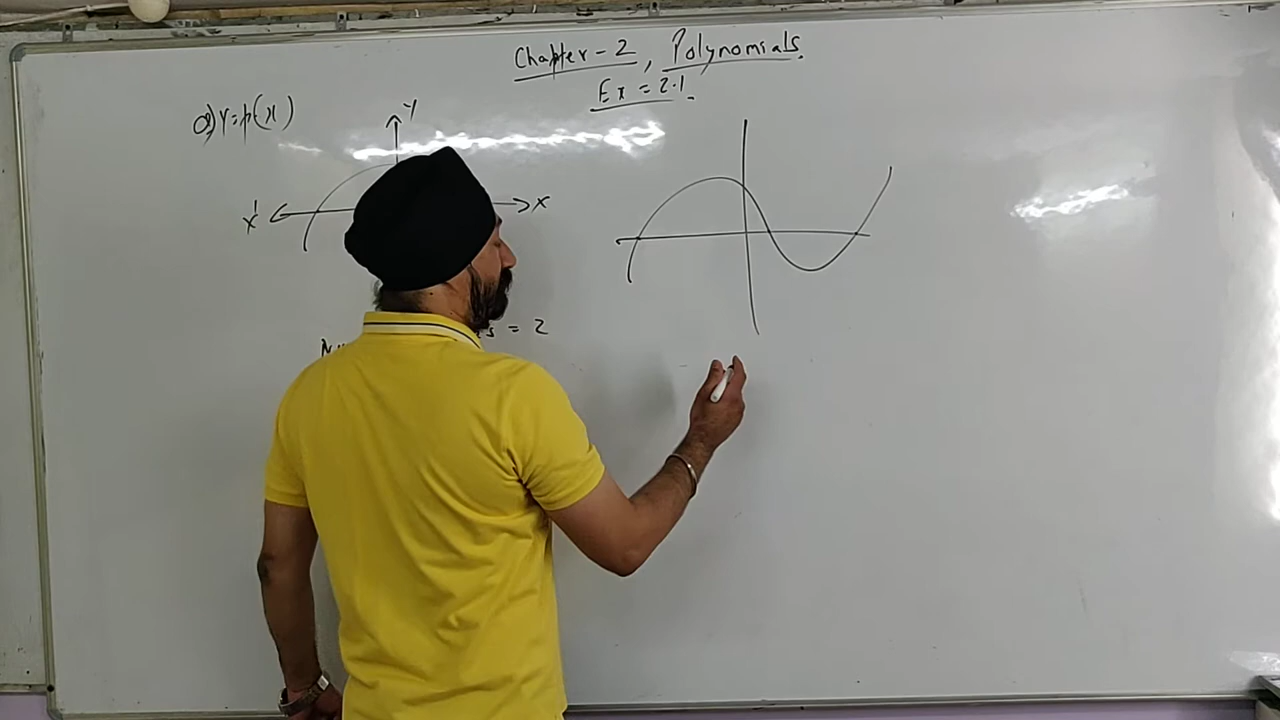 Chapter-2, Polynomials.
Ex = 2.1.
Y=p(x)
Y
X'
X
= 2